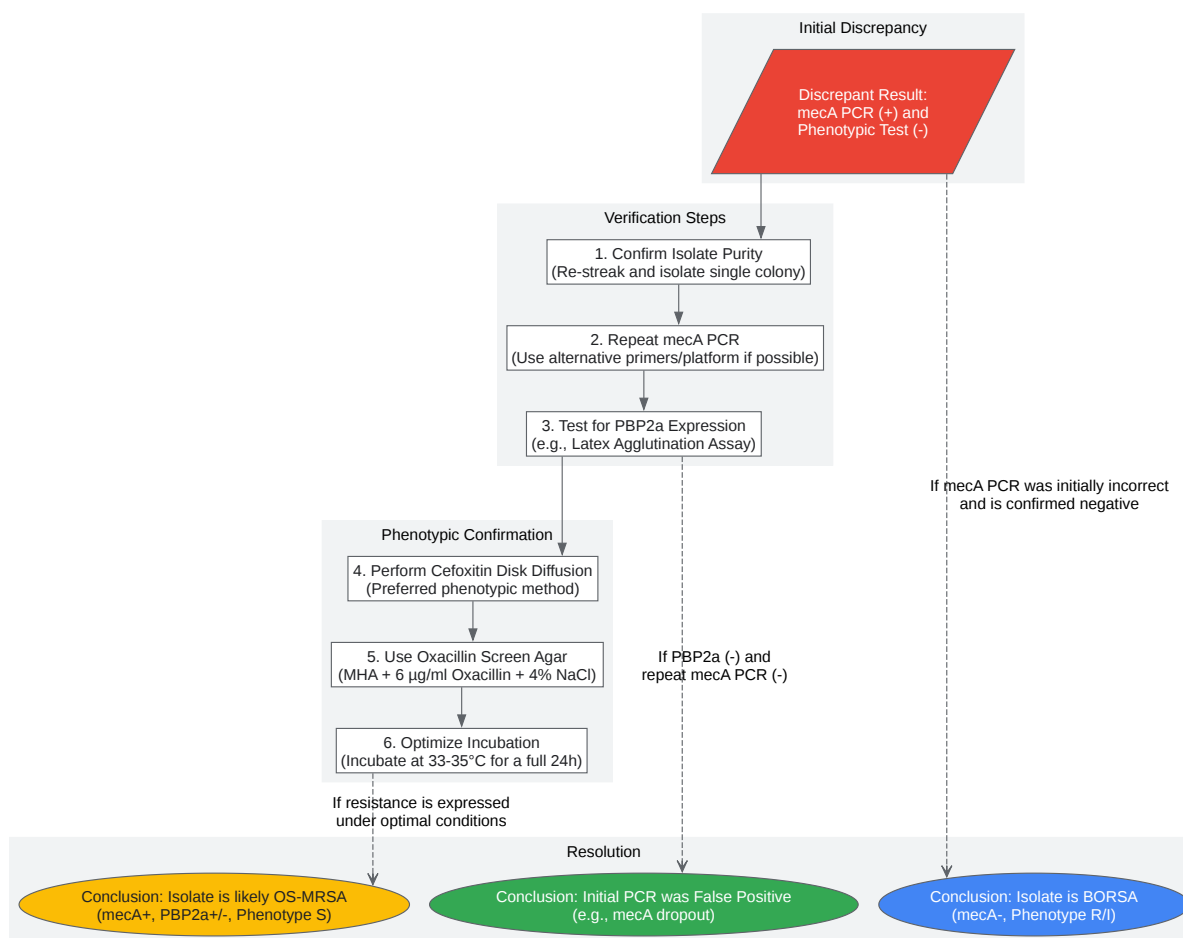 Initial Discrepancy
Discrepant Result:
mecA PCR (+) and
Phenotypic Test (-)
Verification Steps
1. Confirm Isolate Purity
(Re-streak and isolate single colony)
2. Repeat mecA PCR
(Use alternative primers/platform if possible)
3. Test for PBP2a Expression
(e.g., Latex Agglutination Assay)
If mecA PCR was initially incorrect
and is confirmed negative
Phenotypic Confirmation
4. Perform Cefoxitin Disk Diffusion
(Preferred phenotypic method)
5. Use Oxacillin Screen Agar
(MHA + 6 µg/ml Oxacillin + 4% NaCl)
If PBP2a (-) and
repeat mecA PCR (-)
6. Optimize Incubation
(Incubate at 33-35°C for a full 24h)
If resistance is expressed
under optimal conditions
Resolution
Conclusion: Isolate is likely OS-MRSA
(mecA+, PBP2a+/-, Phenotype S)
Conclusion: Initial PCR was False Positive
(e.g., mecA dropout)
Conclusion: Isolate is BORSA
(mecA-, Phenotype R/I)